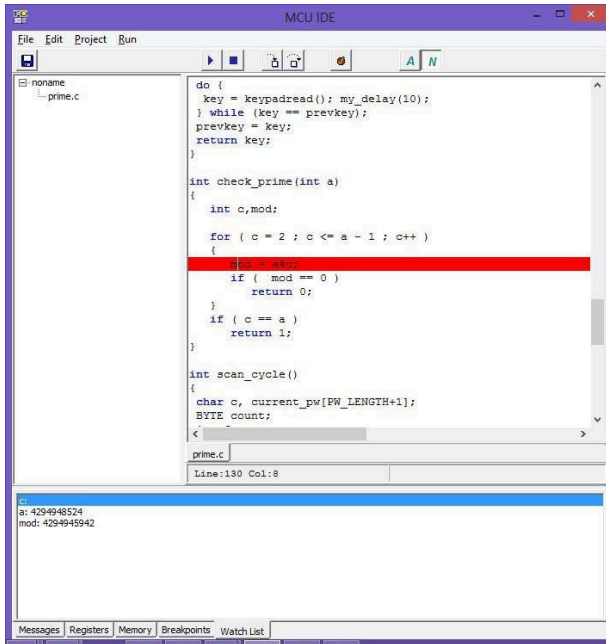 MCU IDE
File Edit Project Run
A N
noname
prime.c
do {
key = keypadread(); my_delay(10);
} while (key == prevkey);
prevkey = key;
return key;
}
int check_prime(int a)
{
int c,mod;
for ( c = 2 ; c <= a - 1 ; c++ )
{
mod = a%c;
if (  mod == 0 )
return 0;
}
if ( c == a )
return 1;
}
int scan_cycle()
{
char c, current_pw[PW_LENGTH+1];
BYTE count;
prime.c
Line:130 Col:8
c:
a: 4294948524
mod: 4294945942
Messages Registers Memory Breakpoints Watch List